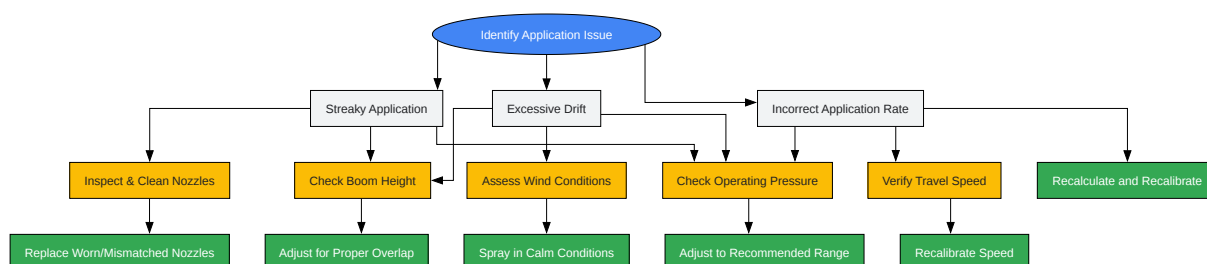 Identify Application Issue
Streaky Application
Excessive Drift
Incorrect Application Rate
Inspect & Clean Nozzles
Check Boom Height
Assess Wind Conditions
Check Operating Pressure
Verify Travel Speed
Recalculate and Recalibrate
Replace Worn/Mismatched Nozzles
Adjust for Proper Overlap
Spray in Calm Conditions
Adjust to Recommended Range
Recalibrate Speed